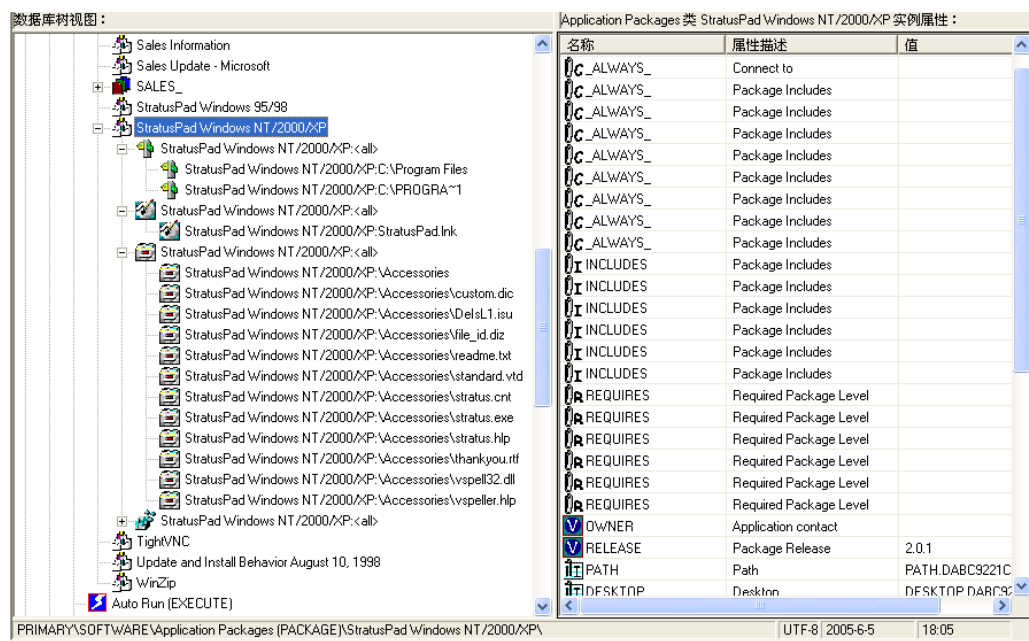 数据库树视图：
Sales Information
Sales Update - Microsoft
SALES_
StratusPad Windows 95/98
StratusPad Windows NT/2000/XP
StratusPad Windows NT/2000/XP:<all>
StratusPad Windows NT/2000/XP:C:\Program Files
StratusPad Windows NT/2000/XP:C:\PROGRA~1
StratusPad Windows NT/2000/XP:<all>
StratusPad Windows NT/2000/XP:StratusPad.lnk
StratusPad Windows NT/2000/XP:<all>
StratusPad Windows NT/2000/XP:\Accessories
StratusPad Windows NT/2000/XP:\Accessories\custom.dic
StratusPad Windows NT/2000/XP:\Accessories\DeIsL1.isu
StratusPad Windows NT/2000/XP:\Accessories\file_id.diz
StratusPad Windows NT/2000/XP:\Accessories\readme.txt
StratusPad Windows NT/2000/XP:\Accessories\standard.vtd
StratusPad Windows NT/2000/XP:\Accessories\stratus.cnt
StratusPad Windows NT/2000/XP:\Accessories\stratus.exe
StratusPad Windows NT/2000/XP:\Accessories\stratus.hlp
StratusPad Windows NT/2000/XP:\Accessories\thankyou.rtf
StratusPad Windows NT/2000/XP:\Accessories\vspell32.dll
StratusPad Windows NT/2000/XP:\Accessories\vspeller.hlp
StratusPad Windows NT/2000/XP:<all>
TightVNC
Update and Install Behavior August 10, 1998
WinZip
Auto Run (EXECUTE)
Application Packages 类 StratusPad Windows NT/2000/XP 实例属性：
名称 属性描述 值
C _ALWAYS_ Connect to
C _ALWAYS_ Package Includes
C _ALWAYS_ Package Includes
C _ALWAYS_ Package Includes
C _ALWAYS_ Package Includes
C _ALWAYS_ Package Includes
C _ALWAYS_ Package Includes
C _ALWAYS_ Package Includes
C _ALWAYS_ Package Includes
I INCLUDES Package Includes
I INCLUDES Package Includes
I INCLUDES Package Includes
I INCLUDES Package Includes
I INCLUDES Package Includes
I INCLUDES Package Includes
R REQUIRES Required Package Level
R REQUIRES Required Package Level
R REQUIRES Required Package Level
R REQUIRES Required Package Level
R REQUIRES Required Package Level
R REQUIRES Required Package Level
V OWNER Application contact
V RELEASE Package Release 2.0.1
PATH Path PATH.DABC9221C
DESKTOP Desktop DESKTOP.DABC92
PRIMARY\SOFTWARE\Application Packages (PACKAGE)\StratusPad Windows NT/2000/XP\ UTF-8 2005-6-5 18:05